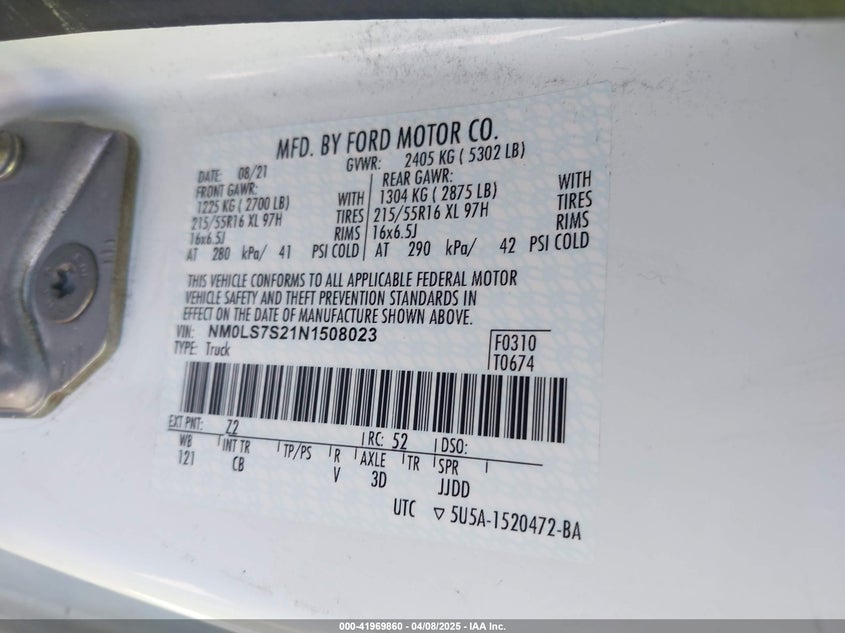 MFD. BY FORD MOTOR CO.
DATE: 08/21 GVWR: 2405 KG ( 5302 LB)
FRONT GAWR: REAR GAWR:
1225 KG ( 2700 LB) WITH 1304 KG ( 2875 LB) WITH
215/55R16 XL 97H TIRES 215/55R16 XL 97H TIRES
16x6.5J RIMS 16x6.5J RIMS
AT 280 kPa/ 41 PSI COLD AT 290 kPa/ 42 PSI COLD
THIS VEHICLE CONFORMS TO ALL APPLICABLE FEDERAL MOTOR
VEHICLE SAFETY AND THEFT PREVENTION STANDARDS IN
EFFECT ON THE DATE OF MANUFACTURE SHOWN ABOVE.
VIN: NM0LS7S21N1508023 F0310
TYPE: Truck T0674
EXT PNT: Z2 RC: 52 DSO:
WB INT TR TP/PS R AXLE TR SPR
121 CB V 3D JJDD
UTC ▽ 5U5A-1520472-BA
000-41969860 | 04/08/2025 - IAA Inc.